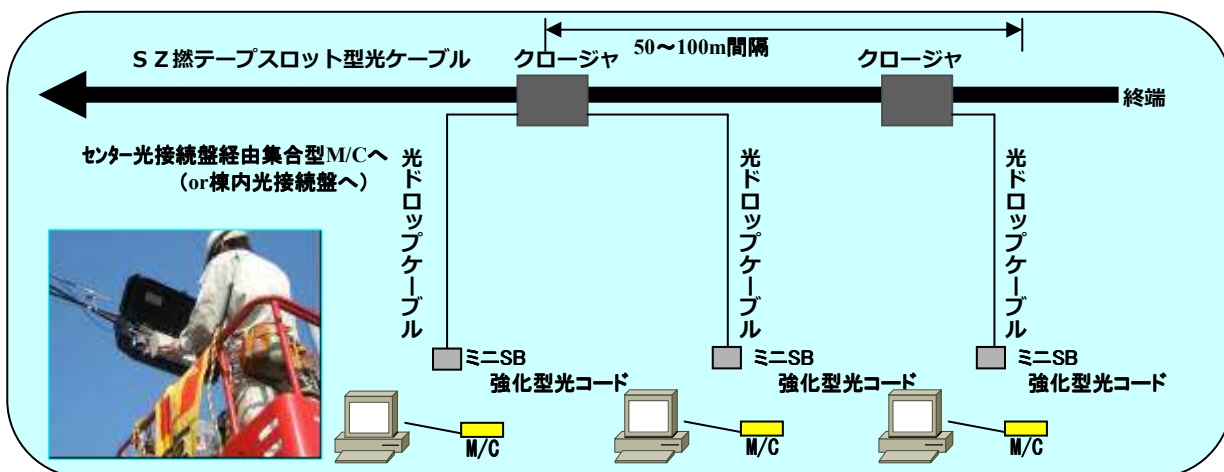 50～100m間隔
ＳＺ撚テープスロット型光ケーブル
クロージャ
クロージャ
終端
ｾﾝﾀｰ光接続盤経由集合型M/Cへ
（or棟内光接続盤へ）
光ドロップケーブル
光ドロップケーブル
光ドロップケーブル
ミニSB
強化型光コード
ミニSB
強化型光コード
ミニSB
強化型光コード
M/C
M/C
M/C